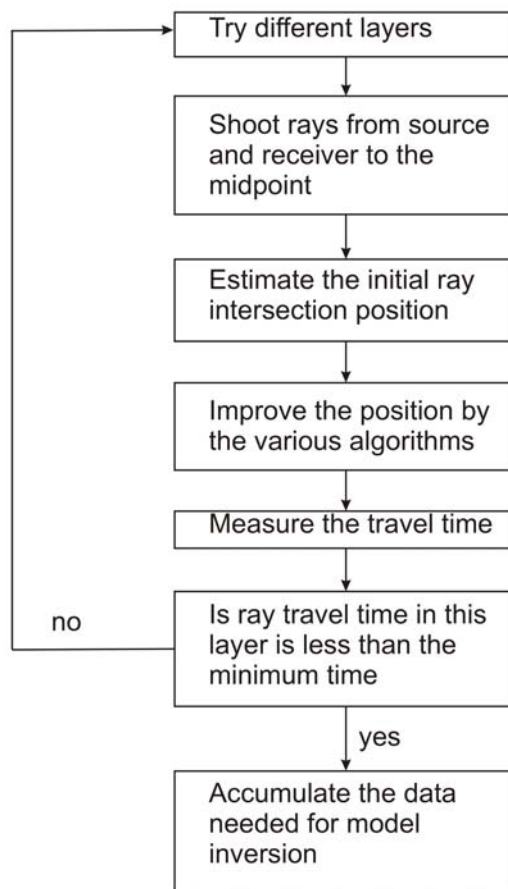 Try different layers
Shoot rays from source
and receiver to the
midpoint
Estimate the initial ray
intersection position
Improve the position by
the various algorithms
Measure the travel time
Is ray travel time in this
layer is less than the
minimum time
no
yes
Accumulate the data
needed for model
inversion